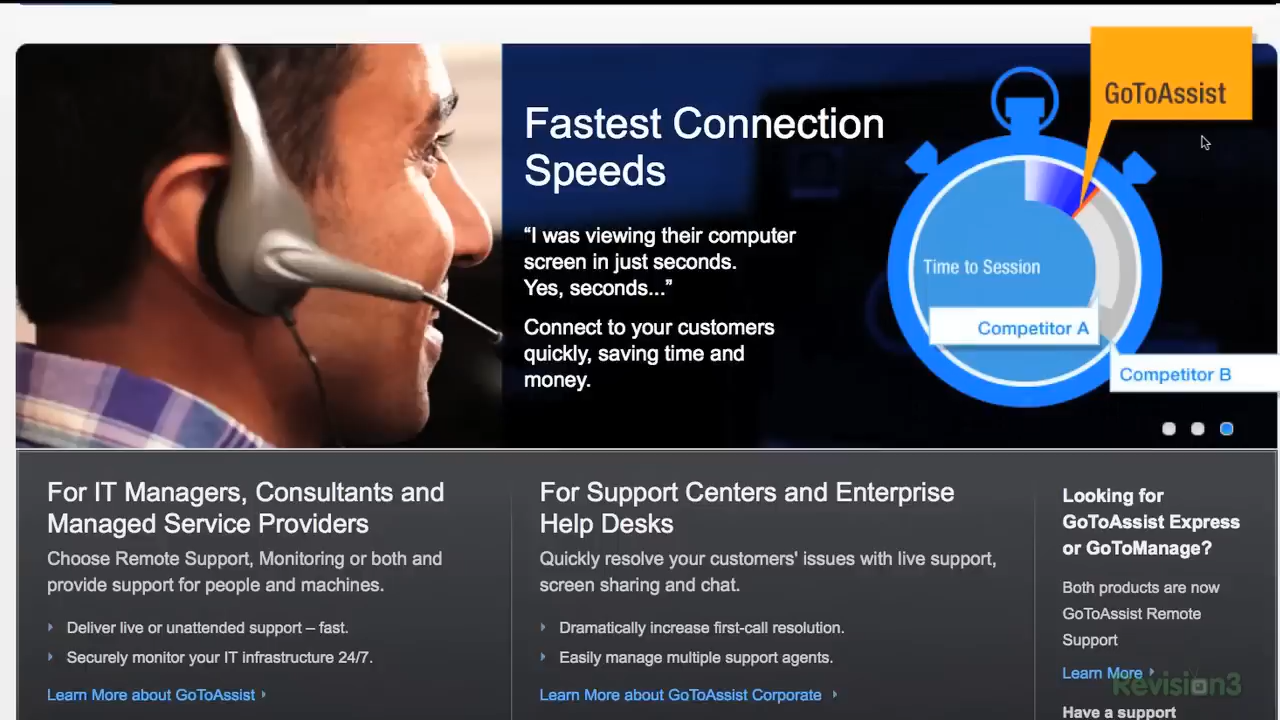 GoToAssist
Fastest Connection
Speeds
“I was viewing their computer
screen in just seconds.
Yes, seconds...”
Connect to your customers
quickly, saving time and
money.
Time to Session
Competitor A
Competitor B
For IT Managers, Consultants and
Managed Service Providers
Choose Remote Support, Monitoring or both and
provide support for people and machines.
Deliver live or unattended support – fast.
Securely monitor your IT infrastructure 24/7.
Learn More about GoToAssist
For Support Centers and Enterprise
Help Desks
Quickly resolve your customers' issues with live support,
screen sharing and chat.
Dramatically increase first-call resolution.
Easily manage multiple support agents.
Learn More about GoToAssist Corporate
Looking for
GoToAssist Express
or GoToManage?
Both products are now
GoToAssist Remote
Support
Learn More
Revision3
Have a support